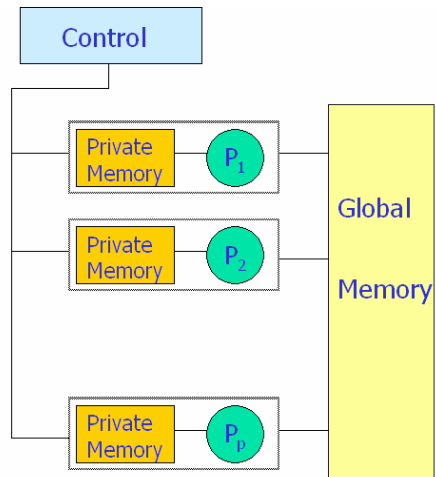 Control
Private
Memory
P1
Global
Memory
Private
Memory
P2
Private
Memory
Pp